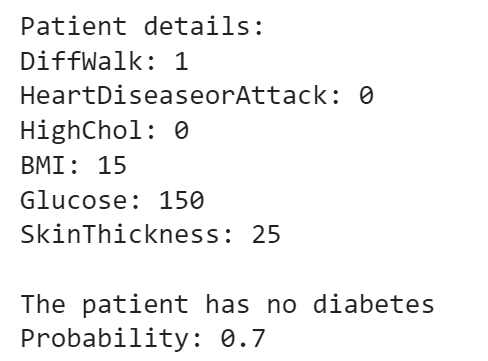 Patient details:
DiffWalk: 1
HeartDiseaseorAttack: 0
HighChol: 0
BMI: 15
Glucose: 150
SkinThickness: 25
The patient has no diabetes
Probability: 0.7